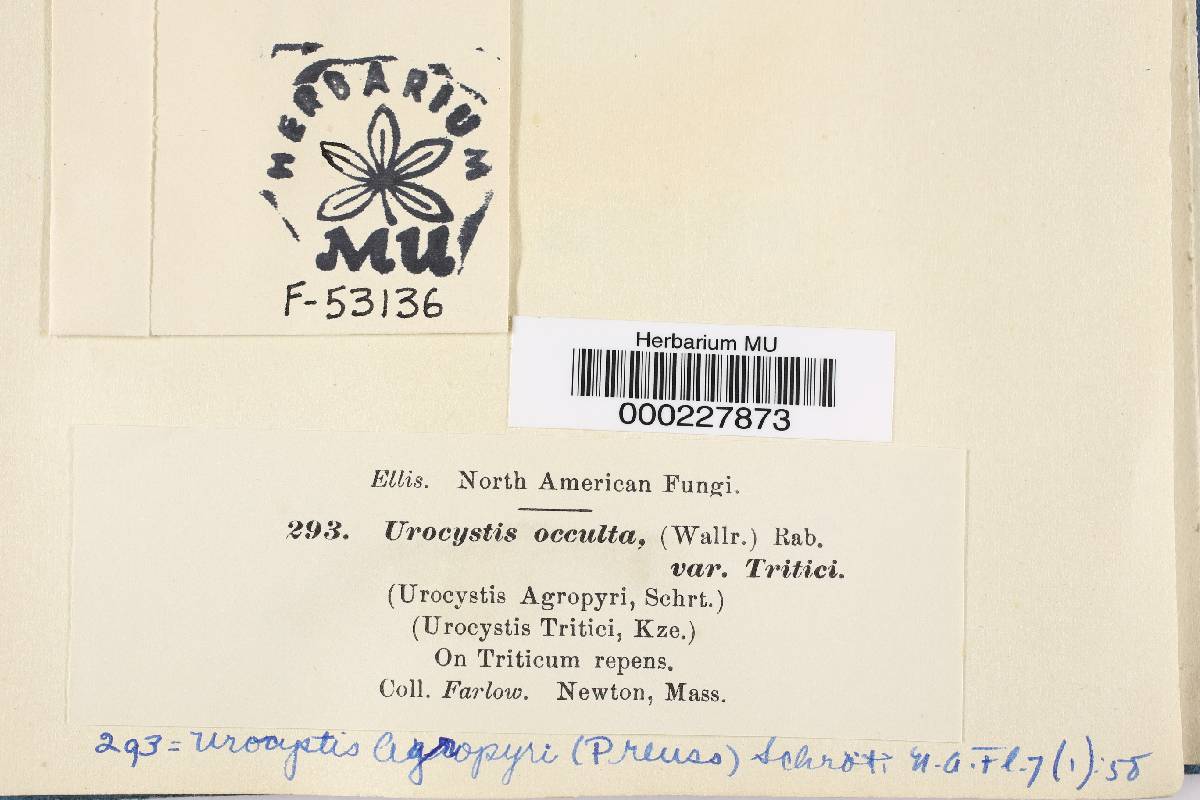 HERBARIUM
MU
F-53136
Herbarium MU
000227873
Ellis. North American Fungi.
293. Urocystis occulta, (Wallr.) Rab.
var. Tritici.
(Urocystis Agropyri, Schrt.)
(Urocystis Tritici, Kze.)
On Triticum repens.
Coll. Farlow. Newton, Mass.
293 = Urocystis Agropyri (Preuss) Schröt. N. A. Fl. 7 (1):55